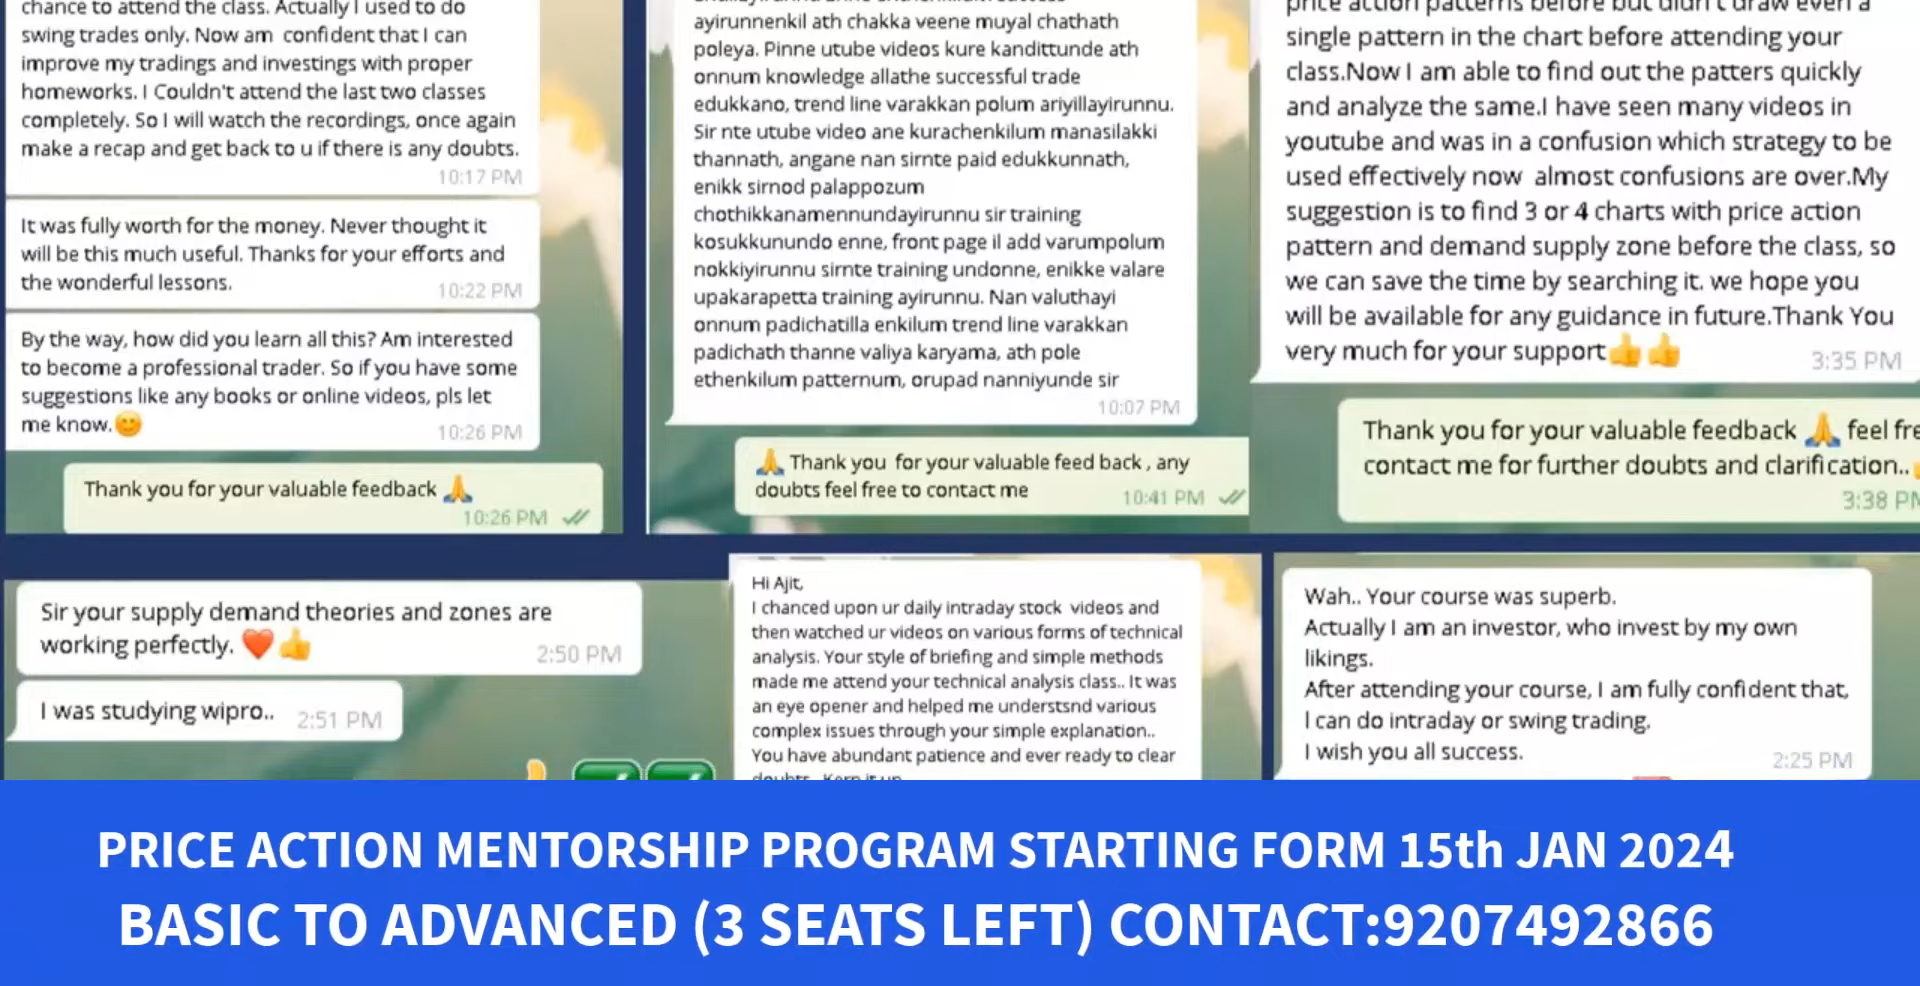 chance to attend the class. Actually I used to do
swing trades only. Now am confident that I can
improve my tradings and investings with proper
homeworks. I Couldn't attend the last two classes
completely. So I will watch the recordings, once again
make a recap and get back to u if there is any doubts.
10:17 PM
It was fully worth for the money. Never thought it
will be this much useful. Thanks for your efforts and
the wonderful lessons.
10:22 PM
By the way, how did you learn all this? Am interested
to become a professional trader. So if you have some
suggestions like any books or online videos, pls let
me know.😊
10:26 PM
Thank you for your valuable feedback 🙏
10:26 PM
ayirunnenkil ath chakka veene muyal chathath
poleya. Pinne utube videos kure kandittunde ath
onnum knowledge allathe successful trade
edukkano, trend line varakkan polum ariyillayirunnu.
Sir nte utube video ane kurachenkilum manasilakki
thannath, angane nan sirnte paid edukkunnath,
enikk sirnod palappozum
chothikkanamennundayirunnu sir training
kosukkunundo enne, front page il add varumpolum
nokkiyirunnu sirnte training undonne, enikke valare
upakarapetta training ayirunnu. Nan valuthayi
onnum padichatilla enkilum trend line varakkan
padichath thanne valiya karyama, ath pole
ethenkilum patternum, orupad nanniyunde sir
10:07 PM
🙏 Thank you for your valuable feed back , any
doubts feel free to contact me
10:41 PM
price action patterns before but didn't draw even a
single pattern in the chart before attending your
class.Now I am able to find out the patters quickly
and analyze the same.I have seen many videos in
youtube and was in a confusion which strategy to be
used effectively now almost confusions are over.My
suggestion is to find 3 or 4 charts with price action
pattern and demand supply zone before the class, so
we can save the time by searching it. we hope you
will be available for any guidance in future.Thank You
very much for your support👍👍
3:35 PM
Thank you for your valuable feedback 🙏 feel fre
contact me for further doubts and clarification..
3:38 PM
Sir your supply demand theories and zones are
working perfectly. ❤️👍
2:50 PM
I was studying wipro..
2:51 PM
Hi Ajit,
I chanced upon ur daily intraday stock videos and
then watched ur videos on various forms of technical
analysis. Your style of briefing and simple methods
made me attend your technical analysis class.. It was
an eye opener and helped me understsnd various
complex issues through your simple explanation..
You have abundant patience and ever ready to clear
doubts
Wah.. Your course was superb.
Actually I am an investor, who invest by my own
likings.
After attending your course, I am fully confident that,
I can do intraday or swing trading.
I wish you all success.
2:25 PM
PRICE ACTION MENTORSHIP PROGRAM STARTING FORM 15th JAN 2024
BASIC TO ADVANCED (3 SEATS LEFT) CONTACT:9207492866